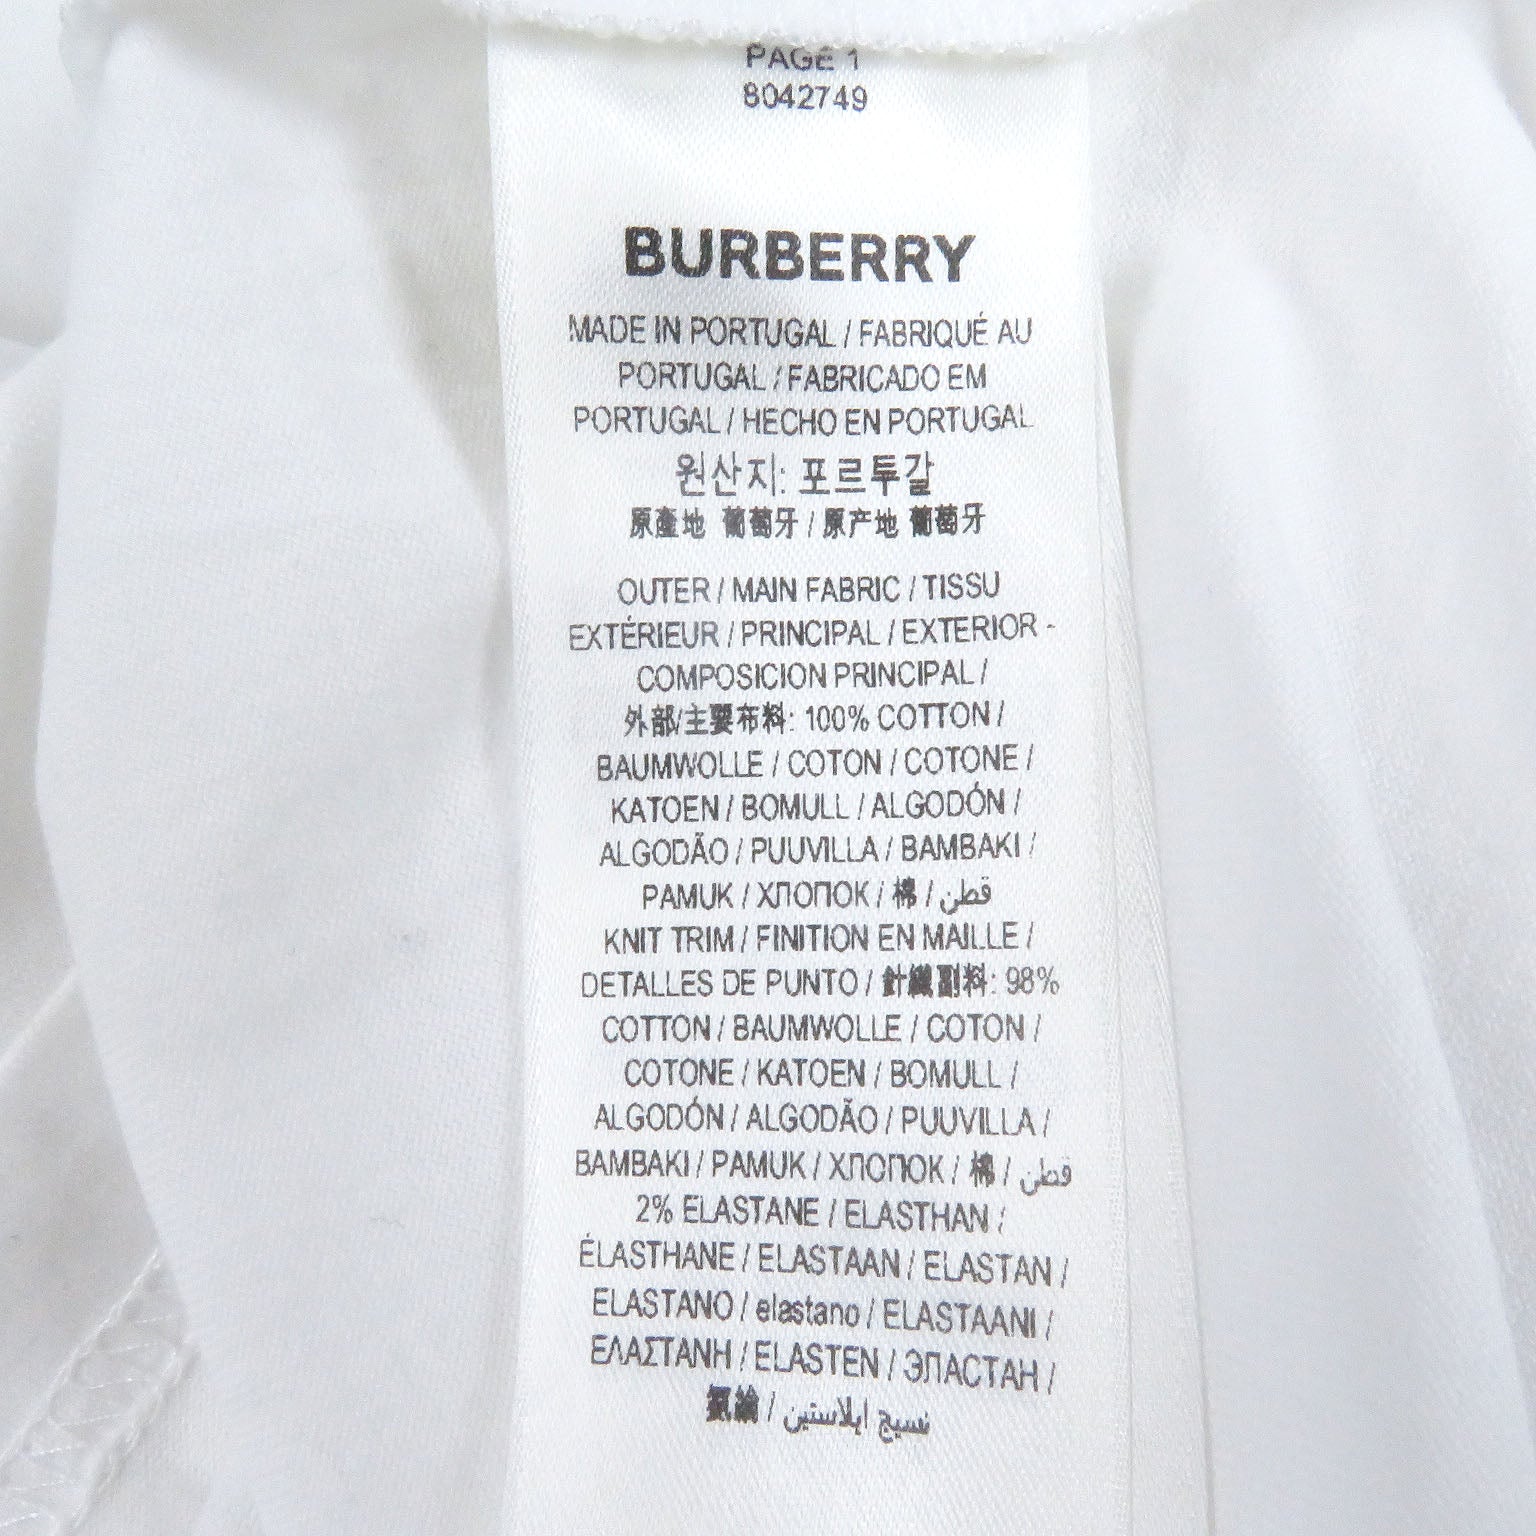 PAGE 1
8042749
BURBERRY
MADE IN PORTUGAL / FABRIQUÉ AU
PORTUGAL / FABRICADO EM
PORTUGAL / HECHO EN PORTUGAL
원산지: 포르투갈
原產地 葡萄牙 / 原产地 葡萄牙
OUTER / MAIN FABRIC / TISSU
EXTÉRIEUR / PRINCIPAL / EXTERIOR -
COMPOSICION PRINCIPAL /
外部/主要布料: 100% COTTON /
BAUMWOLLE / COTON / COTONE /
KATOEN / BOMULL / ALGODÓN /
ALGODÃO / PUUVILLA / BAMBAKI /
PAMUK / ХЛОПОК / 棉 / قطن
KNIT TRIM / FINITION EN MAILLE /
DETALLES DE PUNTO / 針織副料: 98%
COTTON / BAUMWOLLE / COTON /
COTONE / KATOEN / BOMULL /
ALGODÓN / ALGODÃO / PUUVILLA /
BAMBAKI / PAMUK / ХЛОПОК / 棉 / قطن
2% ELASTANE / ELASTHAN /
ÉLASTHANE / ELASTAAN / ELASTAN /
ELASTANO / elastano / ELASTAANI /
ΕΛΑΣΤΑΝΗ / ELASTEN / ЭЛАСТАН /
氨綸 / نسيج ايلاستين